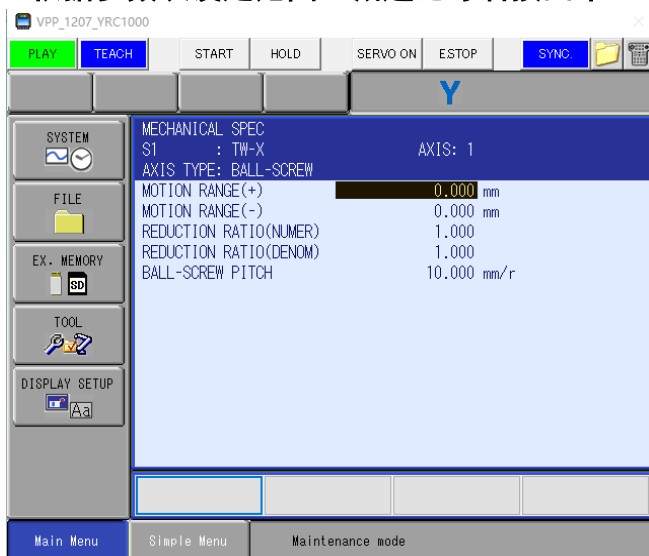 VPP_1207_YRC1000
PLAY TEACH START HOLD SERVO ON E.STOP SYNC.
Y
SYSTEM
FILE
EX. MEMORY
SD
TOOL
DISPLAY SETUP
Aa
MECHANICAL SPEC
S1 : TW-X AXIS: 1
AXIS TYPE: BALL-SCREW
MOTION RANGE(+) 0.000 mm
MOTION RANGE(-) 0.000 mm
REDUCTION RATIO(NUMER) 1.000
REDUCTION RATIO(DENOM) 1.000
BALL-SCREW PITCH 10.000 mm/r
Main Menu Simple Menu Maintenance mode